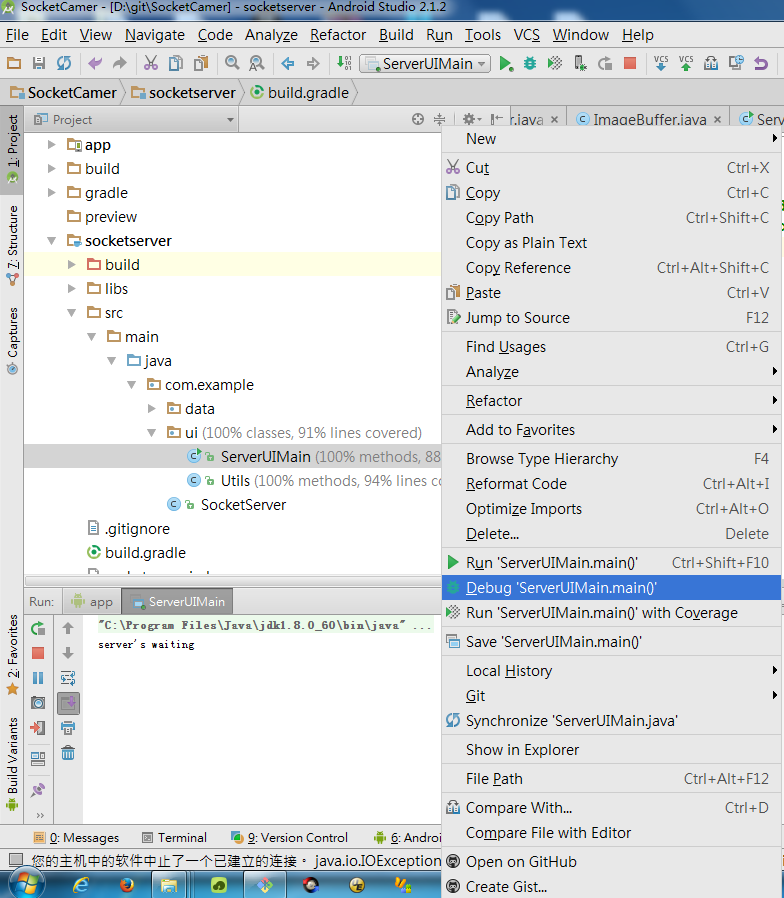 SocketCamer - [D:\git\SocketCamer] - socketserver - Android Studio 2.1.2
File Edit View Navigate Code Analyze Refactor Build Run Tools VCS Window Help
ServerUIMain VCS VCS
SocketCamer socketserver build.gradle
Project r.java ImageBuffer.java Serv
1: Project
7: Structure
Captures
2: Favorites
Build Variants
app
build
gradle
preview
socketserver
build
libs
src
main
java
com.example
data
ui (100% classes, 91% lines covered)
ServerUIMain (100% methods, 88
Utils (100% methods, 94% lines co
SocketServer
.gitignore
build.gradle
Run: app ServerUIMain
"C:\Program Files\Java\jdk1.8.0_60\bin\java" ...
server's waiting
New
Cut Ctrl+X
Copy Ctrl+C
Copy Path Ctrl+Shift+C
Copy as Plain Text
Copy Reference Ctrl+Alt+Shift+C
Paste Ctrl+V
Jump to Source F12
Find Usages Ctrl+G
Analyze
Refactor
Add to Favorites
Browse Type Hierarchy F4
Reformat Code Ctrl+Alt+I
Optimize Imports Ctrl+Alt+O
Delete... Delete
Run 'ServerUIMain.main()' Ctrl+Shift+F10
Debug 'ServerUIMain.main()'
Run 'ServerUIMain.main()' with Coverage
Save 'ServerUIMain.main()'
Local History
Git
Synchronize 'ServerUIMain.java'
Show in Explorer
File Path Ctrl+Alt+F12
Compare With... Ctrl+D
Compare File with Editor
Open on GitHub
Create Gist...
0: Messages Terminal 9: Version Control 6: Androi
您的主机中的软件中止了一个已建立的连接。 java.io.IOException